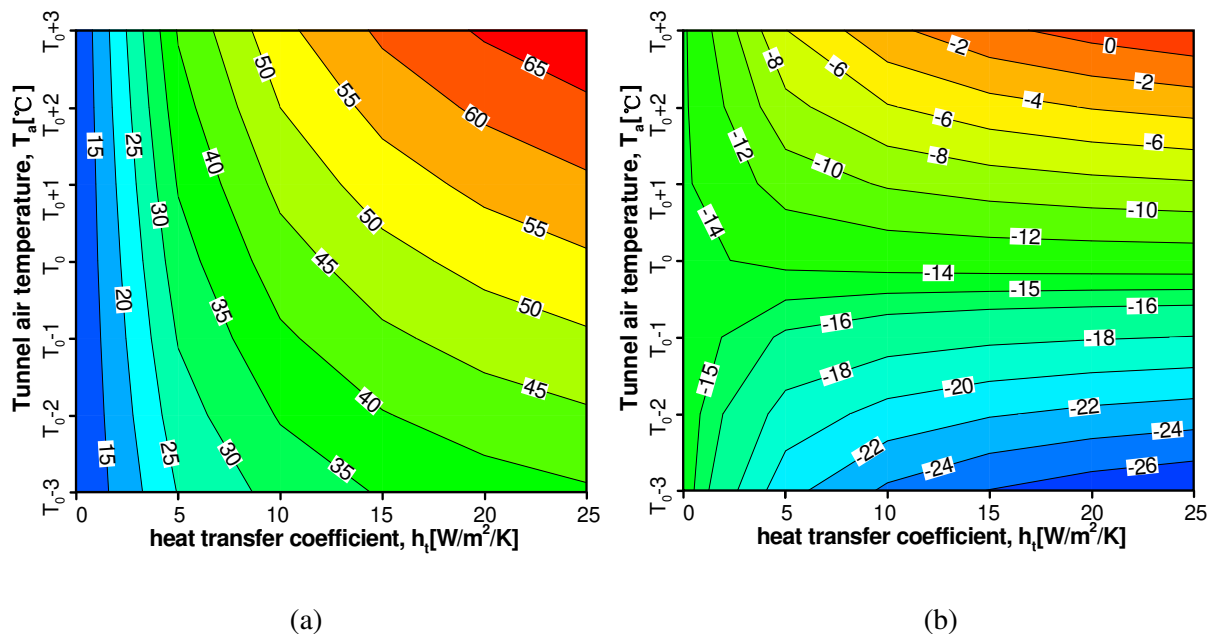 Tunnel air temperature, Tₐ[℃]
T₀+3
T₀+2
T₀+1
T₀
T₀-1
T₀-2
T₀-3
15
25
50
55
65
60
40
30
20
35
45
50
55
50
45
40
15
25
30
35
0
5
10
15
20
25
heat transfer coefficient, hₜ[W/m²/K]
(a)
Tunnel air temperature, Tₐ[℃]
T₀+3
T₀+2
T₀+1
T₀
T₀-1
T₀-2
T₀-3
-8
-6
-2
0
-2
-4
-6
-6
-12
-10
-8
-10
-14
-12
-14
-15
-16
-16
-18
-15
-18
-20
-22
-22
-24
-24
-26
0
5
10
15
20
25
heat transfer coefficient, hₜ[W/m²/K]
(b)